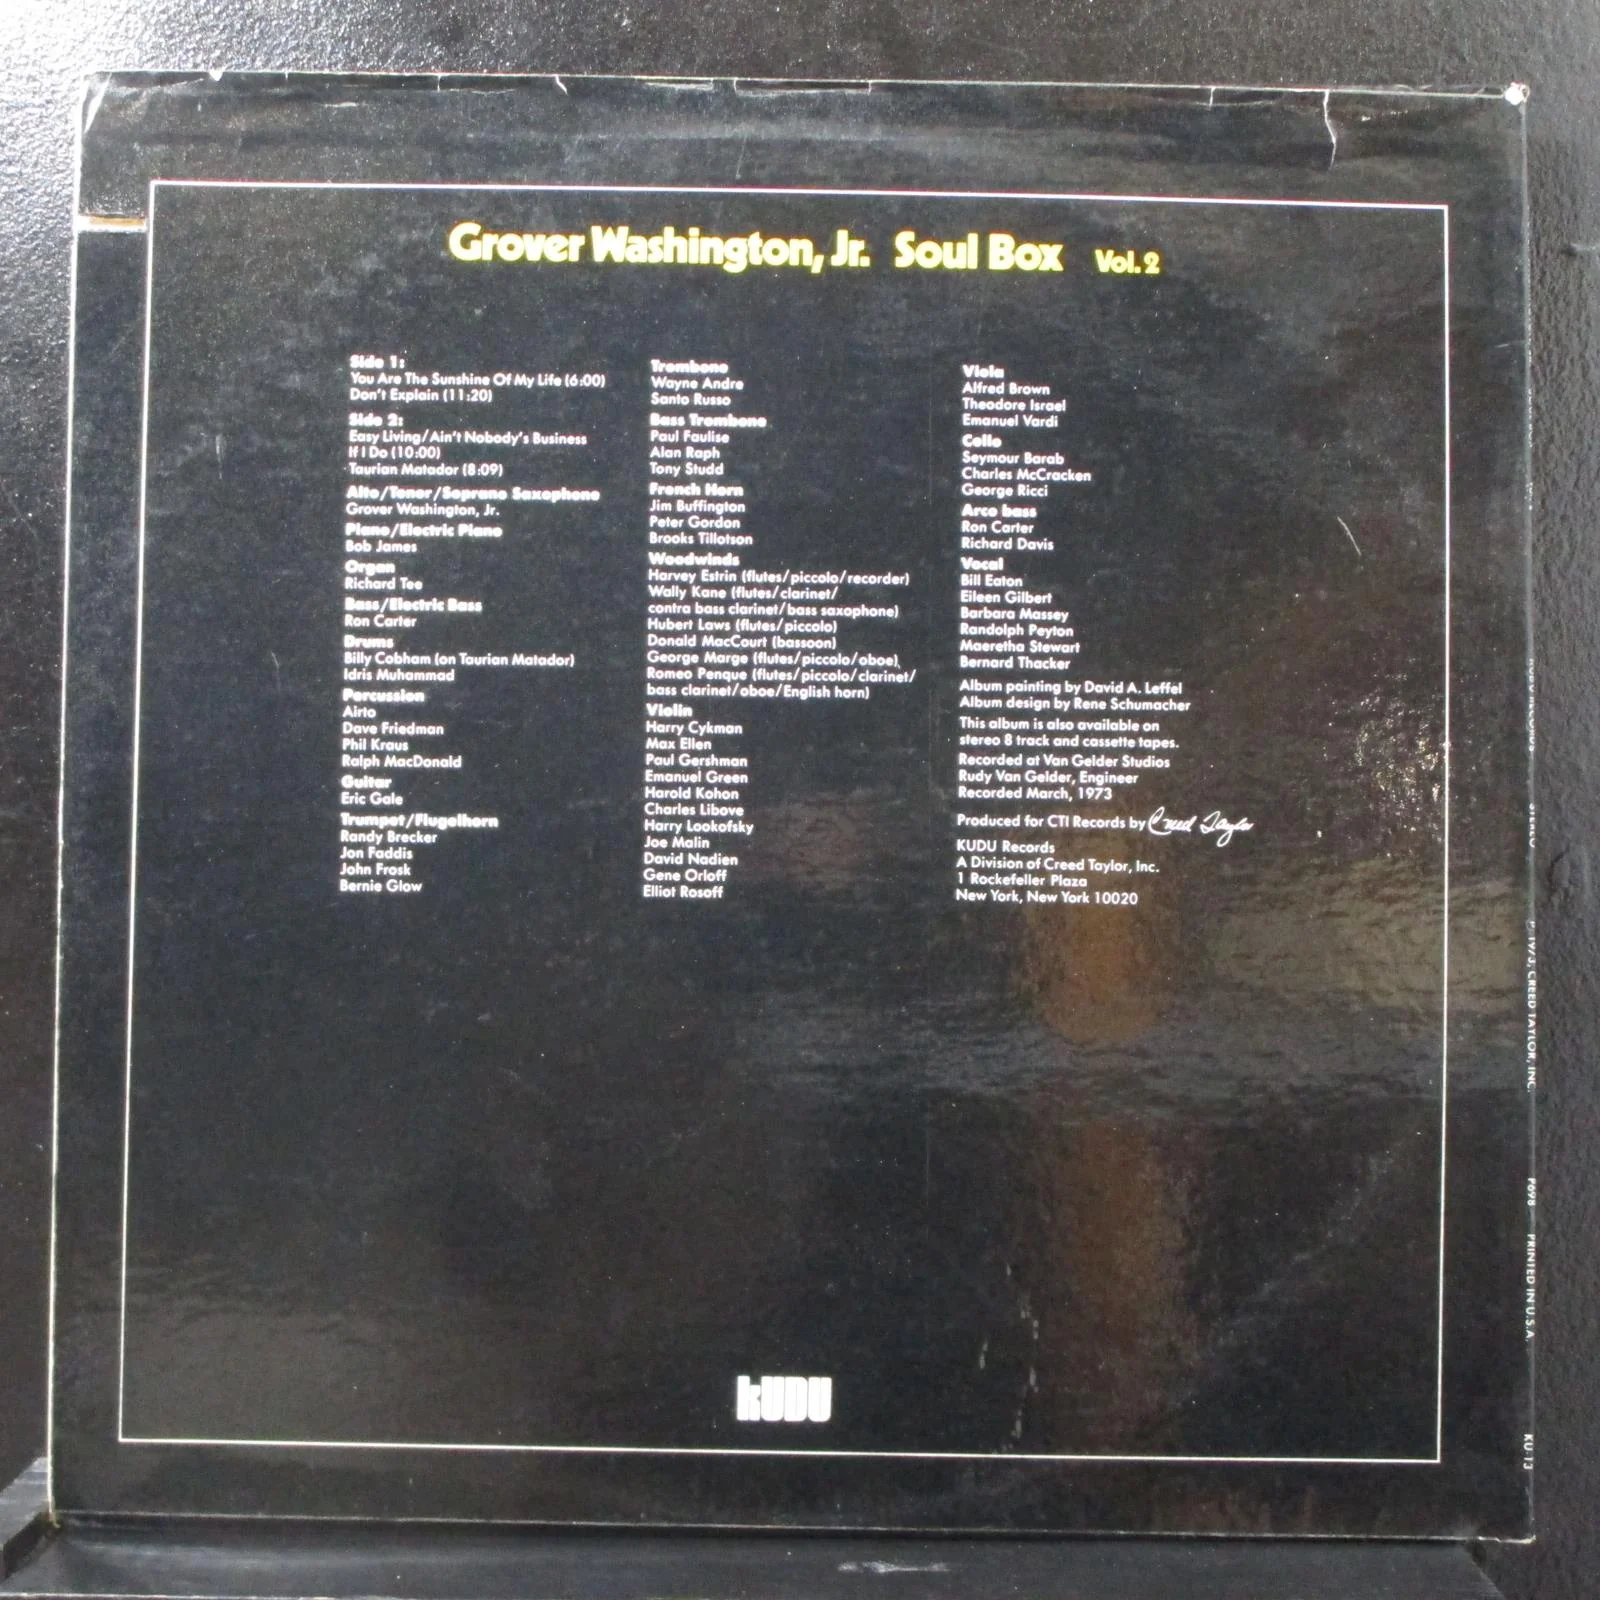 Grover Washington, Jr. Soul Box Vol. 2
Side 1:
You Are The Sunshine Of My Life (6:00)
Don't Explain (11:20)
Side 2:
Easy Living/Ain't Nobody's Business
If I Do (10:00)
Taurian Matador (8:09)
Alto/Tenor/Soprano Saxophone
Grover Washington, Jr.
Piano/Electric Piano
Bob James
Organ
Richard Tee
Bass/Electric Bass
Ron Carter
Drums
Billy Cobham (on Taurian Matador)
Idris Muhammad
Percussion
Airto
Dave Friedman
Phil Kraus
Ralph MacDonald
Guitar
Eric Gale
Trumpet/Flugelhorn
Randy Brecker
Jon Faddis
John Frosk
Bernie Glow
Trombone
Wayne Andre
Santo Russo
Bass Trombone
Paul Faulise
Alan Raph
Tony Studd
French Horn
Jim Buffington
Peter Gordon
Brooks Tillotson
Woodwinds
Harvey Estrin (flutes/piccolo/recorder)
Wally Kane (flutes/clarinet/
contra bass clarinet/bass saxophone)
Hubert Laws (flutes/piccolo)
Donald MacCourt (bassoon)
George Marge (flutes/piccolo/oboe)
Romeo Penque (flutes/piccolo/clarinet/
bass clarinet/oboe/English horn)
Violin
Harry Cykman
Max Ellen
Paul Gershman
Emanuel Green
Harold Kohon
Charles Libove
Harry Lookofsky
Joe Malin
David Nadien
Gene Orloff
Elliot Rosoff
Viola
Alfred Brown
Theodore Israel
Emanuel Vardi
Cello
Seymour Barab
Charles McCracken
George Ricci
Arco bass
Ron Carter
Richard Davis
Vocal
Bill Eaton
Eileen Gilbert
Barbara Massey
Randolph Peyton
Maeretha Stewart
Bernard Thacker
Album painting by David A. Leffel
Album design by Rene Schumacher
This album is also available on
stereo 8 track and cassette tapes.
Recorded at Van Gelder Studios
Rudy Van Gelder, Engineer
Recorded March, 1973
Produced for CTI Records by Creed Taylor
KUDU Records
A Division of Creed Taylor, Inc.
1 Rockefeller Plaza
New York, New York 10020
KUDU
STEREO ℗ 1973, CREED TAYLOR, INC. P698 PRINTED IN U.S.A. KU-13